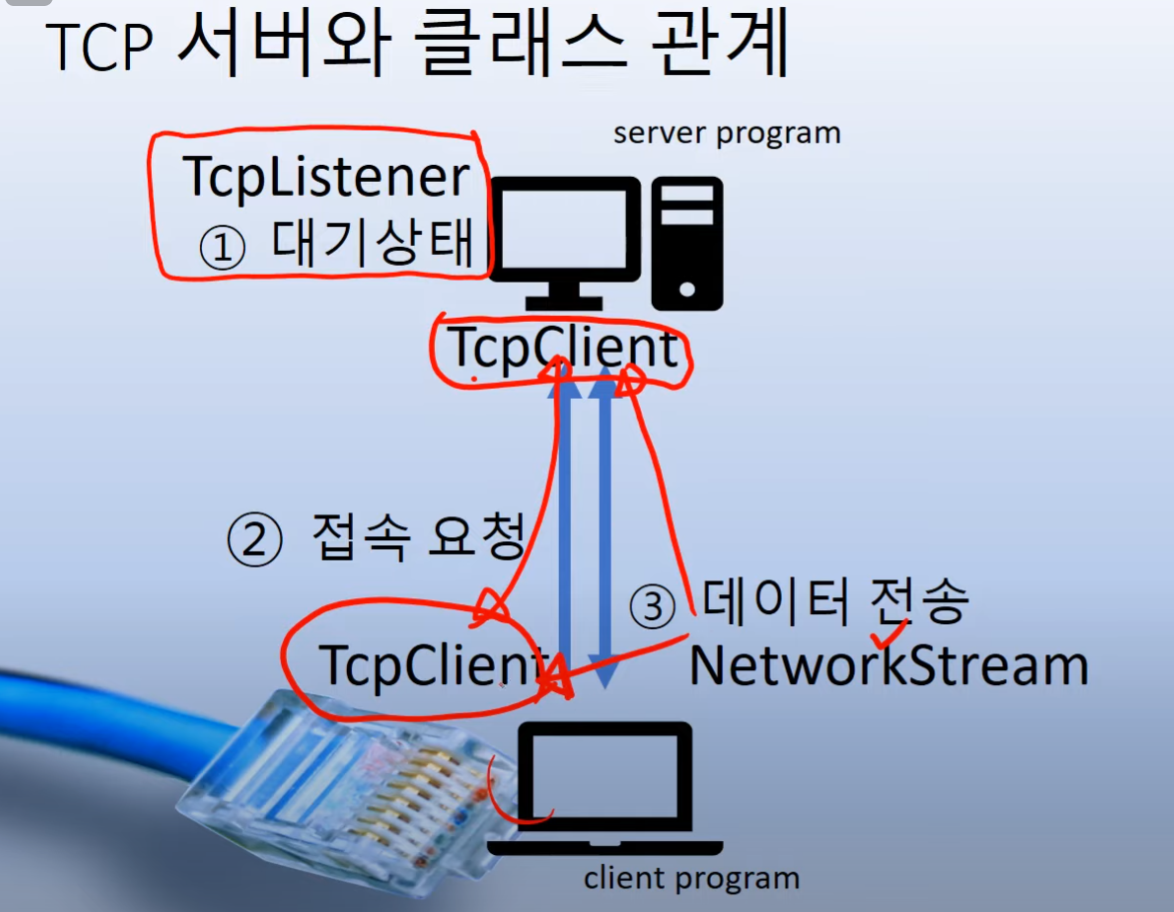 TCP 서버와 클래스 관계
server program
TcpListener
① 대기상태
TcpClient
② 접속 요청
③ 데이터 전송
TcpClient
NetworkStream
client program